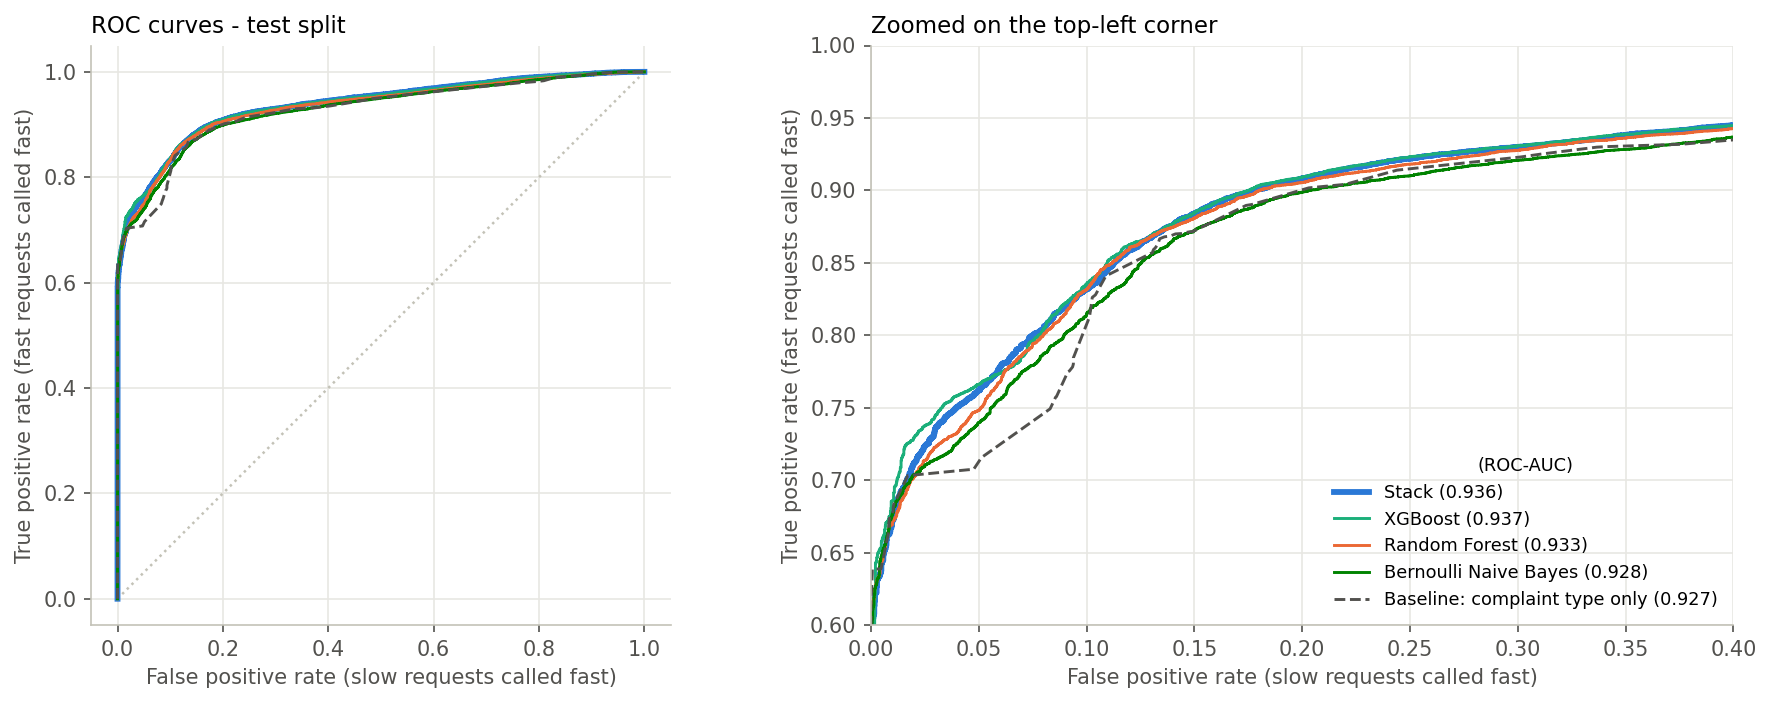 ROC curves - test split
True positive rate (fast requests called fast)
1.0
0.8
0.6
0.4
0.2
0.0
0.0 0.2 0.4 0.6 0.8 1.0
False positive rate (slow requests called fast)
Zoomed on the top-left corner
True positive rate (fast requests called fast)
1.00
0.95
0.90
0.85
0.80
0.75
0.70
0.65
0.60
(ROC-AUC)
Stack (0.936)
XGBoost (0.937)
Random Forest (0.933)
Bernoulli Naive Bayes (0.928)
Baseline: complaint type only (0.927)
0.00 0.05 0.10 0.15 0.20 0.25 0.30 0.35 0.40
False positive rate (slow requests called fast)